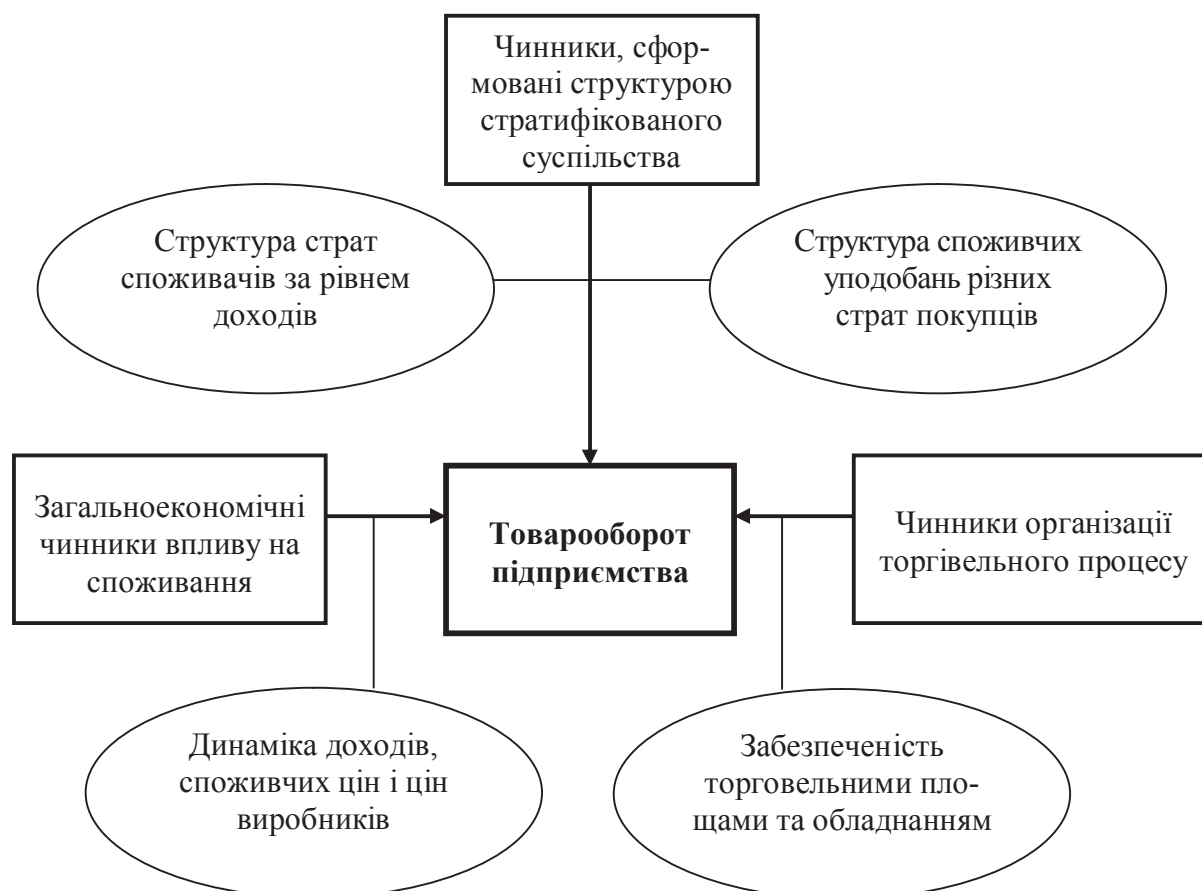 Чинники, сфор-
мовані структурою
стратифікованого
суспільства
Структура страт
споживачів за рівнем
доходів
Структура споживчих
уподобань різних
страт покупців
Загальноекономічні
чинники впливу на
споживання
Товарооборот
підприємства
Чинники організації
торгівельного процесу
Динаміка доходів,
споживчих цін і цін
виробників
Забезпеченість
торговельними пло-
щами та обладнанням